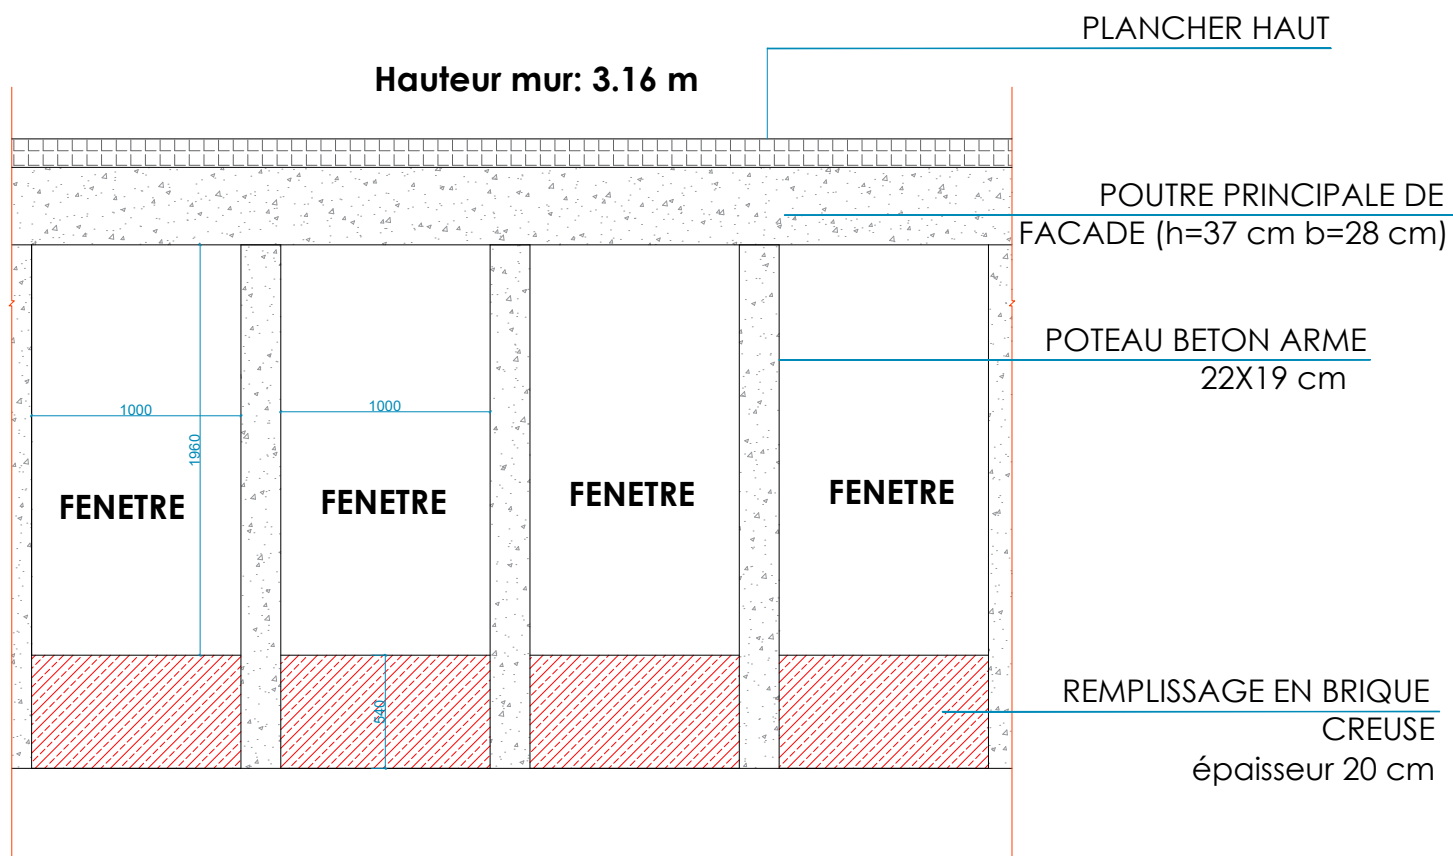 PLANCHER HAUT
Hauteur mur: 3.16 m
POUTRE PRINCIPALE DE
FACADE (h=37 cm b=28 cm)
POTEAU BETON ARME
22X19 cm
1000
1000
1960
FENETRE
FENETRE
FENETRE
FENETRE
REMPLISSAGE EN BRIQUE
CREUSE
épaisseur 20 cm
540